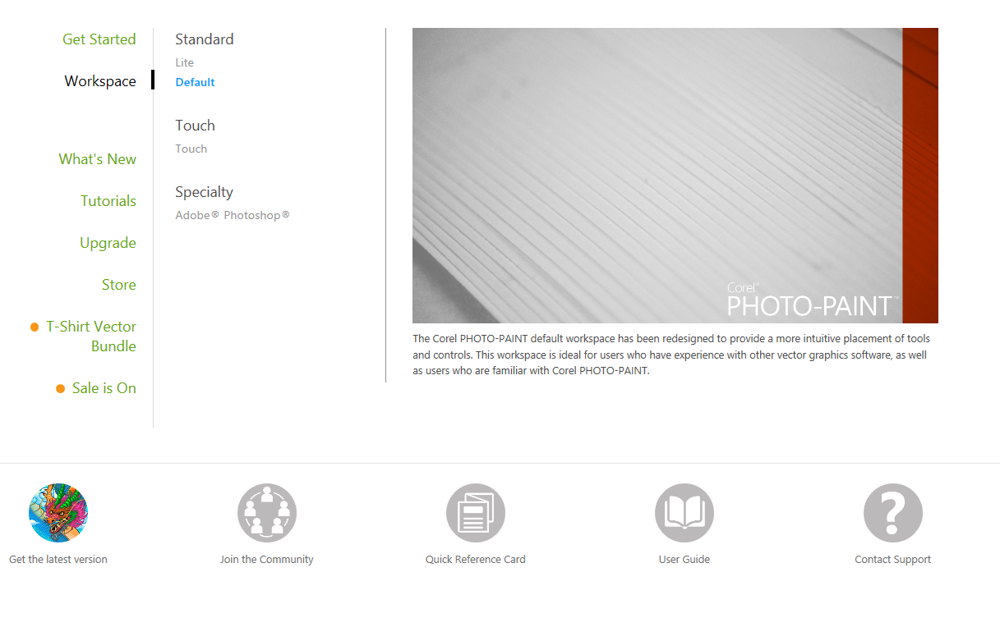 Get Started
Workspace
What's New
Tutorials
Upgrade
Store
T-Shirt Vector
Bundle
Sale is On
Standard
Lite
Default
Touch
Touch
Specialty
Adobe® Photoshop®
Corel®
PHOTO-PAINT™
The Corel PHOTO-PAINT default workspace has been redesigned to provide a more intuitive placement of tools
and controls. This workspace is ideal for users who have experience with other vector graphics software, as well
as users who are familiar with Corel PHOTO-PAINT.
Get the latest version
Join the Community
Quick Reference Card
User Guide
Contact Support